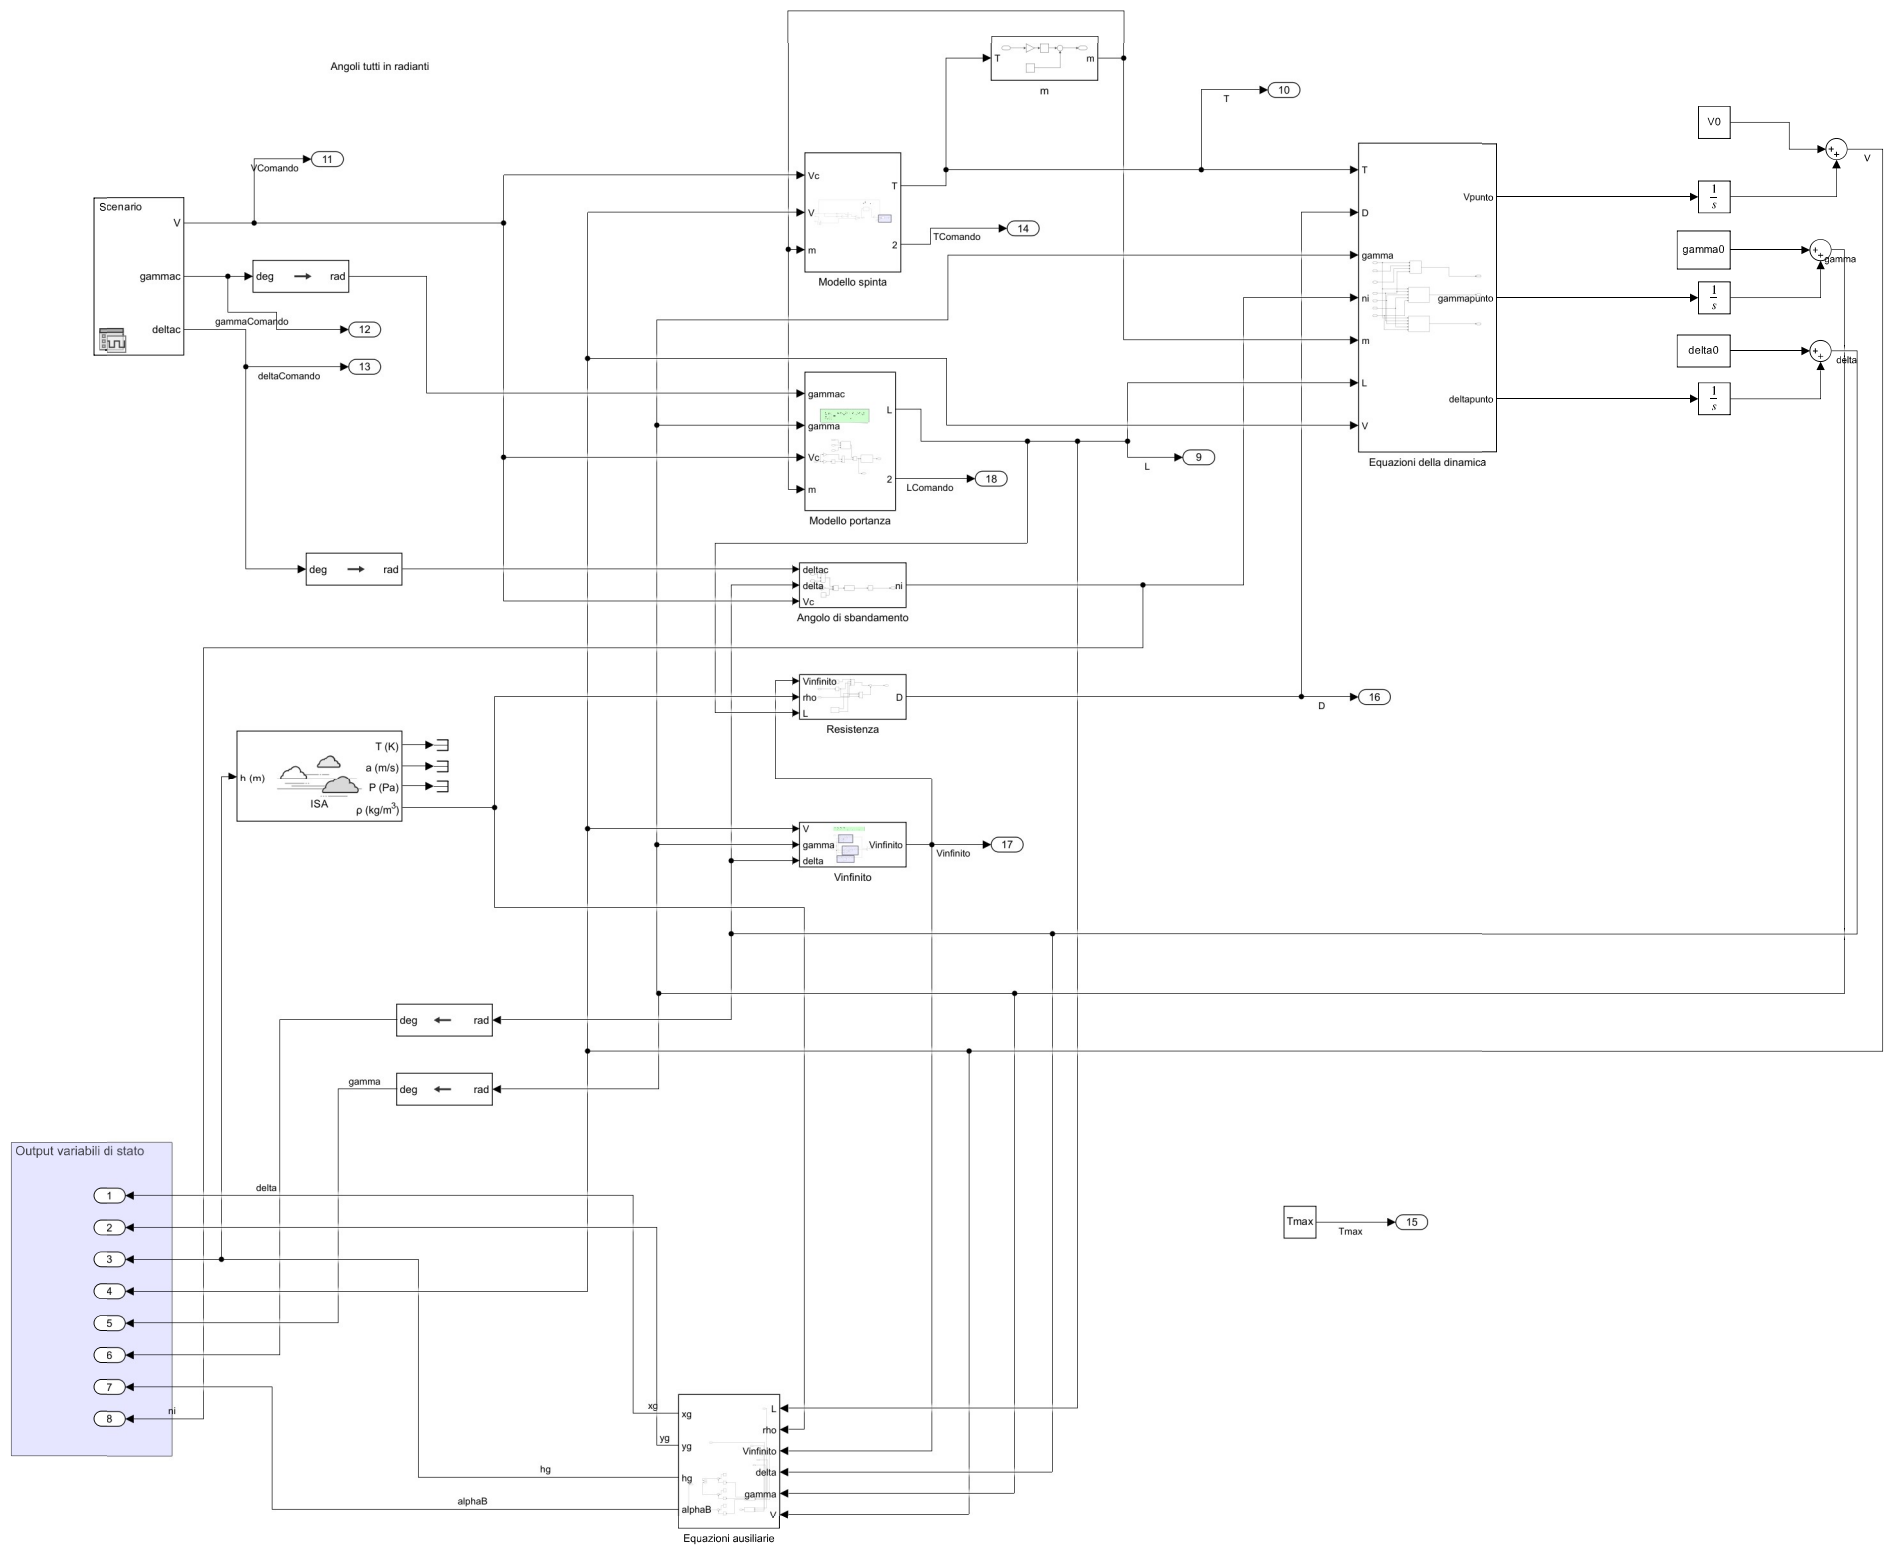 Angoli tutti in radianti
T
m
m
10
T
V0
V
1
s
11
VComando
Scenario
V
gammac
deltac
deg
rad
gammaComando
12
13
deltaComando
Vc
V
m
T
2
Modello spinta
14
TComando
T
D
gamma
ni
m
L
V
Vpunto
gammapunto
deltapunto
Equazioni della dinamica
gamma0
gamma
1
s
delta0
delta
1
s
gammac
gamma
Vc
m
L
2
Modello portanza
9
L
18
LComando
deg
rad
deltac
delta
Vc
ni
Angolo di sbandamento
Vinfinito
rho
L
D
Resistenza
16
D
h (m)
T (K)
a (m/s)
P (Pa)
ρ (kg/m³)
ISA
V
gamma
delta
Vinfinito
Vinfinito
17
Vinfinito
deg
rad
gamma
deg
rad
Output variabili di stato
1
delta
2
3
4
5
6
7
8
ni
Tmax
Tmax
15
xg
yg
hg
alphaB
xg
yg
hg
alphaB
L
rho
Vinfinito
delta
gamma
V
Equazioni ausiliarie